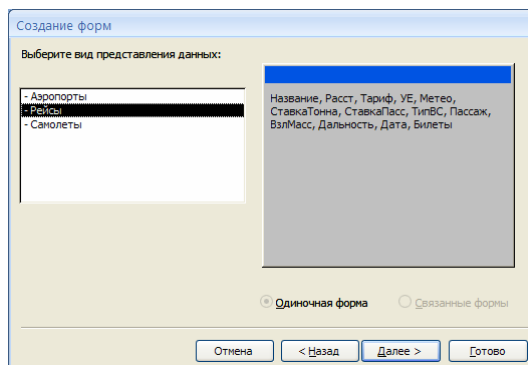 Создание форм
Выберите вид представления данных:
- Аэропорты
- Рейсы
- Самолеты
Название, Расст, Тариф, УЕ, Метео,
СтавкаТонна, СтавкаПасс, ТипВС, Пассаж,
ВзлМасс, Дальность, Дата, Билеты
Одиночная форма
Связанные формы
Отмена
< Назад
Далее >
Готово